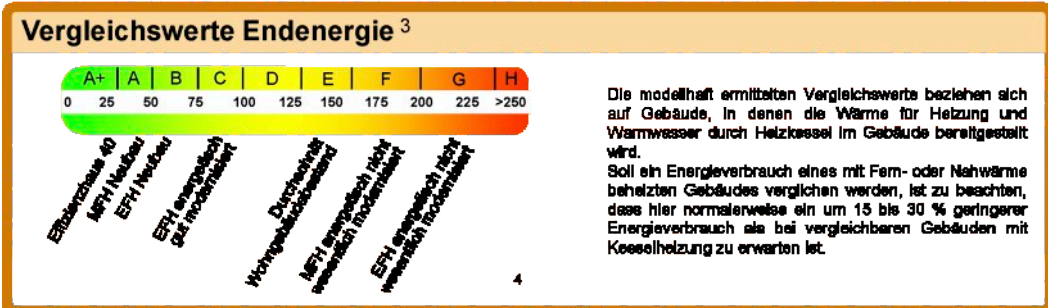 Vergleichswerte Endenergie ³
A+ | A | B | C | D | E | F | G | H
0 25 50 75 100 125 150 175 200 225 >250
Effizienzhaus 40
MFH Neubau
EFH Neubau
EFH energetisch
gut modernisiert
Durchschnitt
Wohngebäudebestand
MFH energetisch nicht
wesentlich modernisiert
EFH energetisch nicht
wesentlich modernisiert
4
Die modellhaft ermittelten Vergleichswerte beziehen sich
auf Gebäude, in denen die Wärme für Heizung und
Warmwasser durch Heizkessel im Gebäude bereitgestellt
wird.
Soll ein Energieverbrauch eines mit Fern- oder Nahwärme
beheizten Gebäudes verglichen werden, ist zu beachten,
dass hier normalerweise ein um 15 bis 30 % geringerer
Energieverbrauch als bei vergleichbaren Gebäuden mit
Kesselheizung zu erwarten ist.